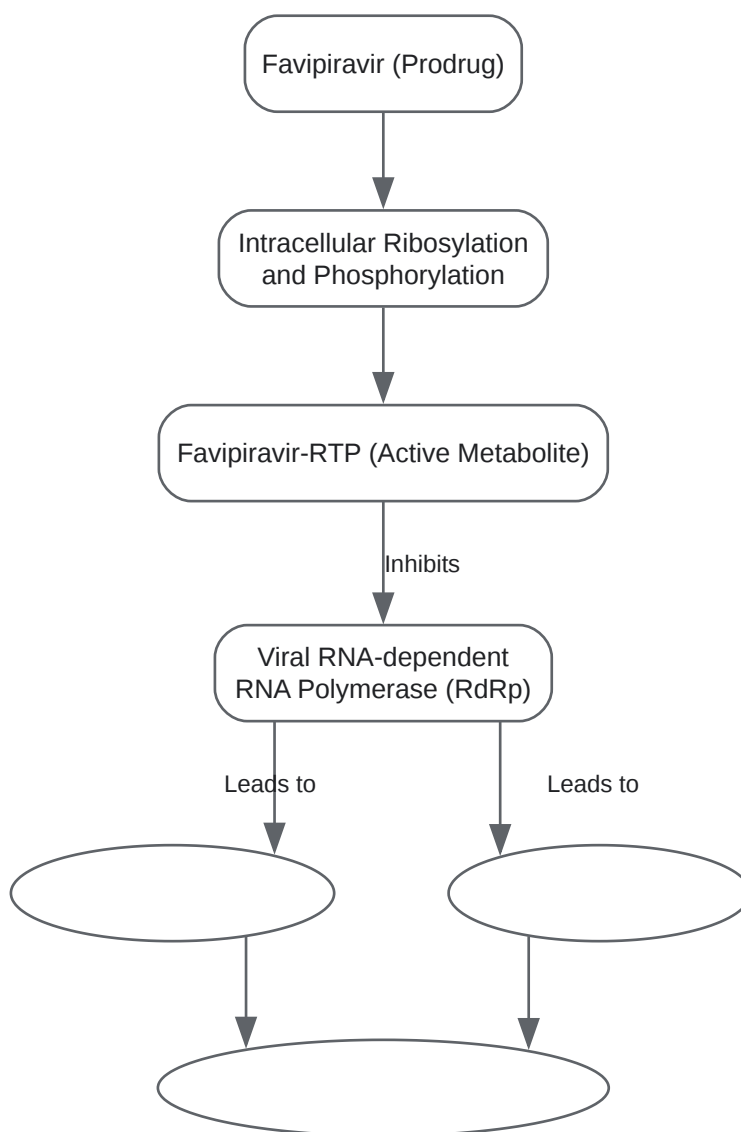 Favipiravir (Prodrug)
Intracellular Ribosylation
and Phosphorylation
Favipiravir-RTP (Active Metabolite)
Inhibits
Viral RNA-dependent
RNA Polymerase (RdRp)
Leads to
Leads to